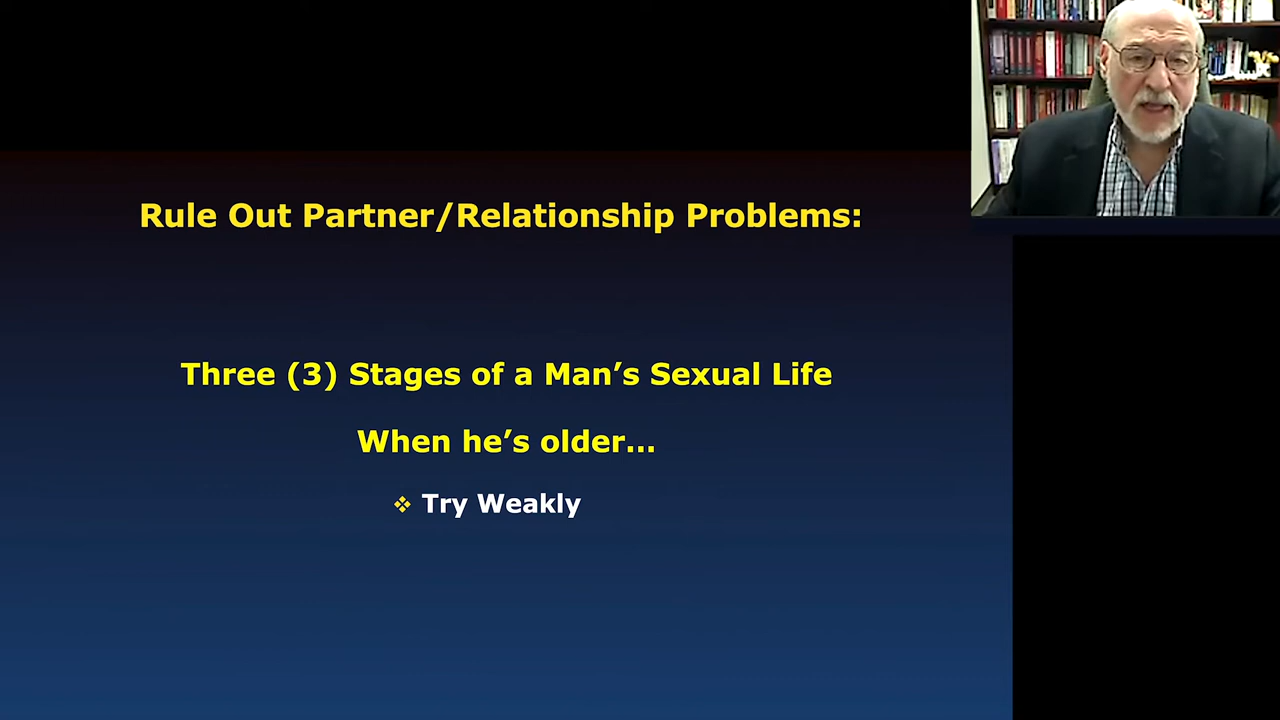 Rule Out Partner/Relationship Problems:
Three (3) Stages of a Man’s Sexual Life
When he’s older…
❖ Try Weakly